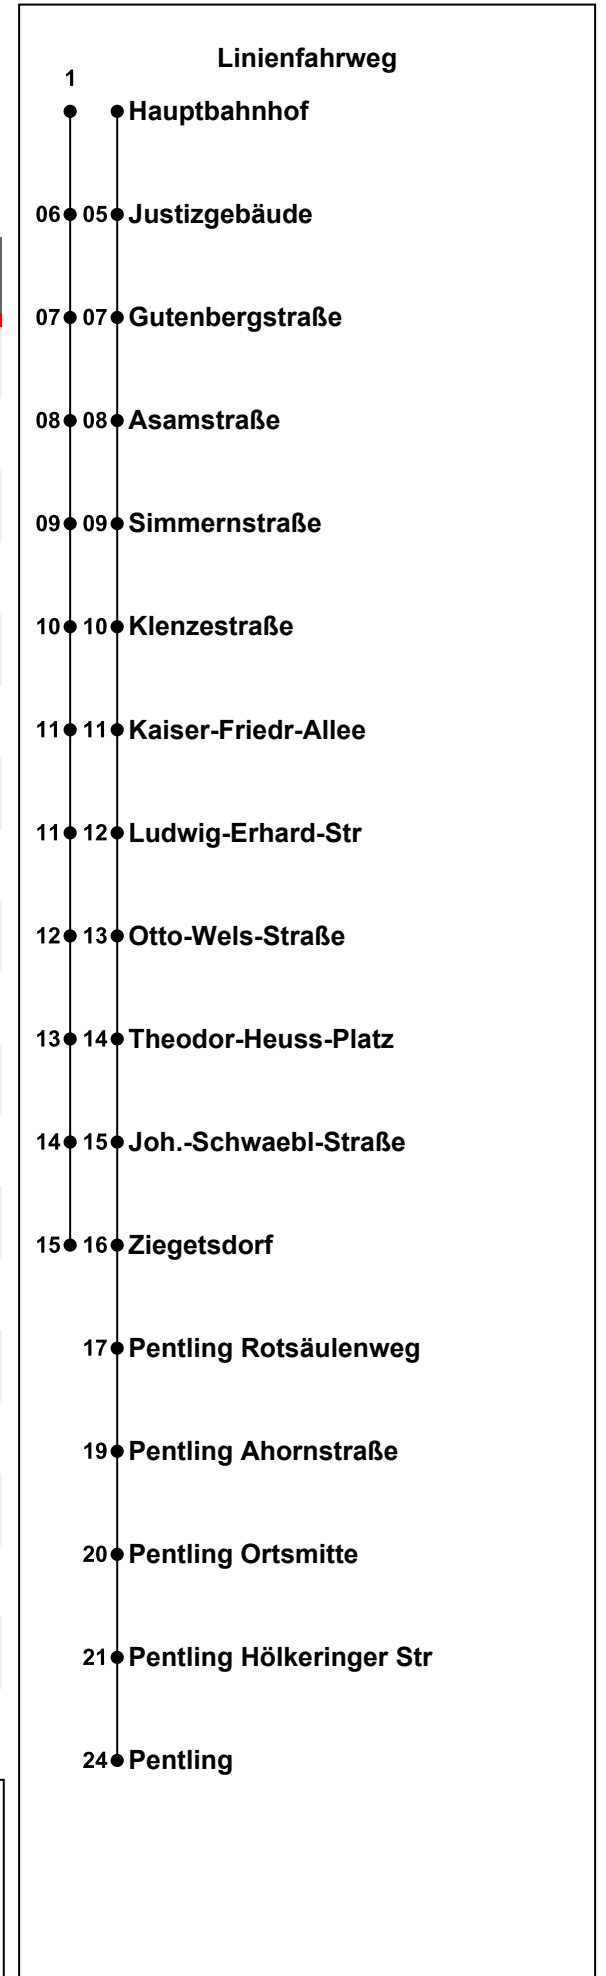 Linienfahrweg
1
Hauptbahnhof
06 05 Justizgebäude
07 07 Gutenbergstraße
08 08 Asamstraße
09 09 Simmernstraße
10 10 Klenzestraße
11 11 Kaiser-Friedr-Allee
11 12 Ludwig-Erhard-Str
12 13 Otto-Wels-Straße
13 14 Theodor-Heuss-Platz
14 15 Joh.-Schwaebl-Straße
15 16 Ziegetsdorf
17 Pentling Rotsäulenweg
19 Pentling Ahornstraße
20 Pentling Ortsmitte
21 Pentling Hölkeringer Str
24 Pentling